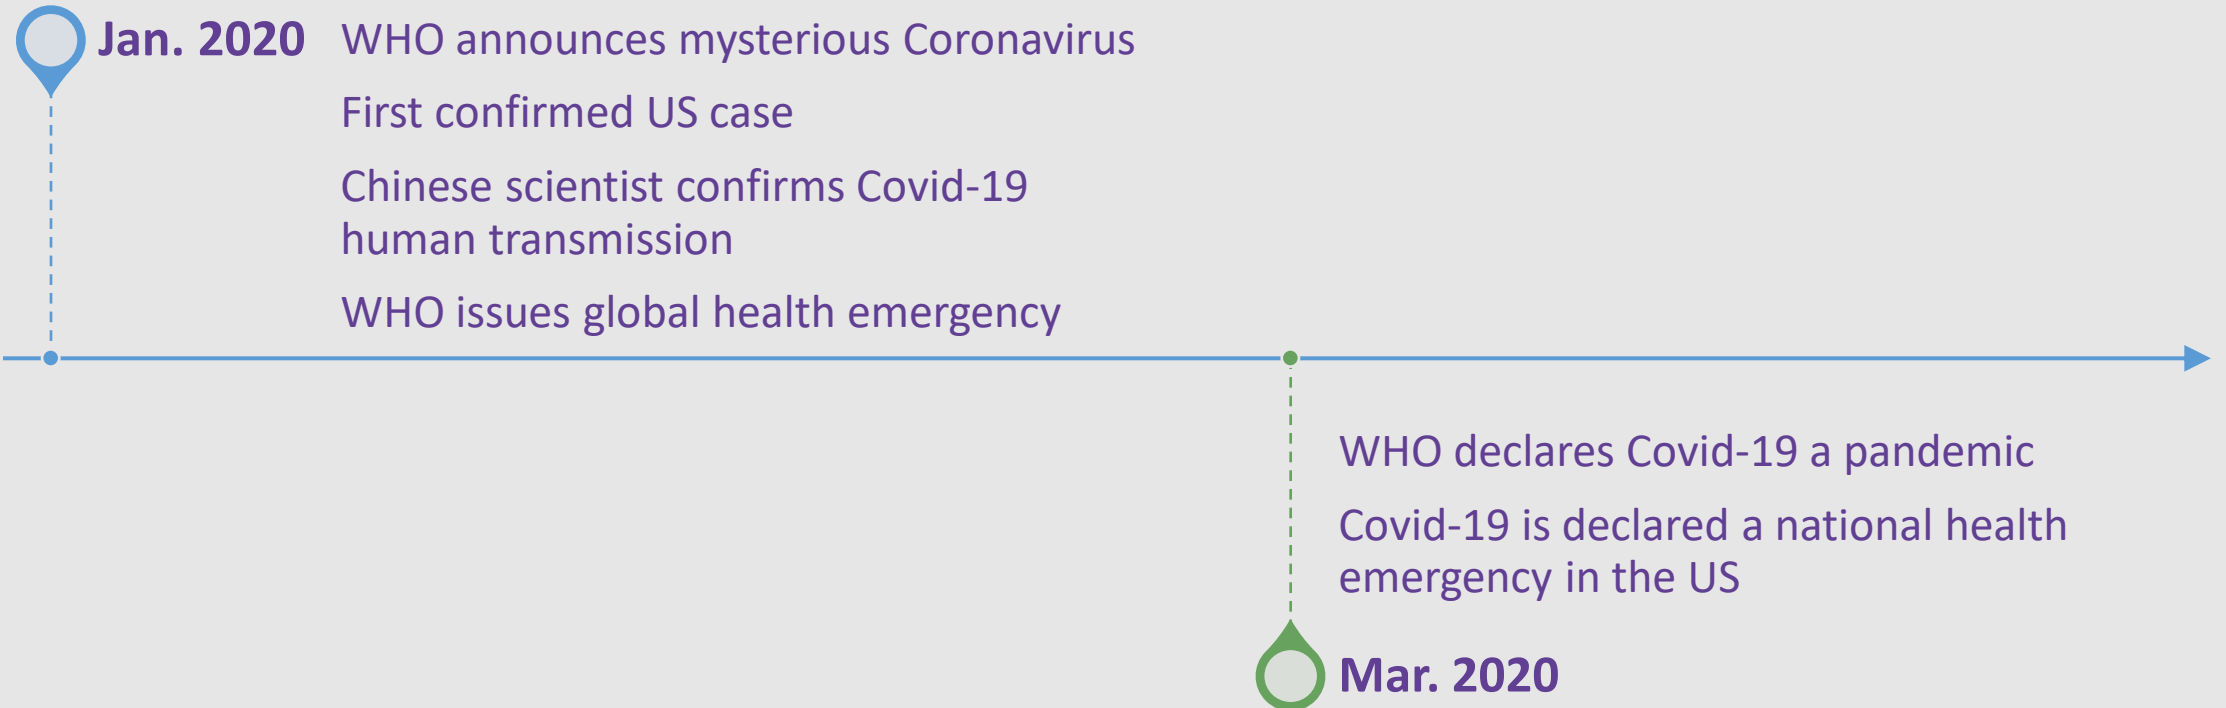 Jan. 2020 WHO announces mysterious Coronavirus
First confirmed US case
Chinese scientist confirms Covid-19
human transmission
WHO issues global health emergency
WHO declares Covid-19 a pandemic
Covid-19 is declared a national health
emergency in the US
Mar. 2020